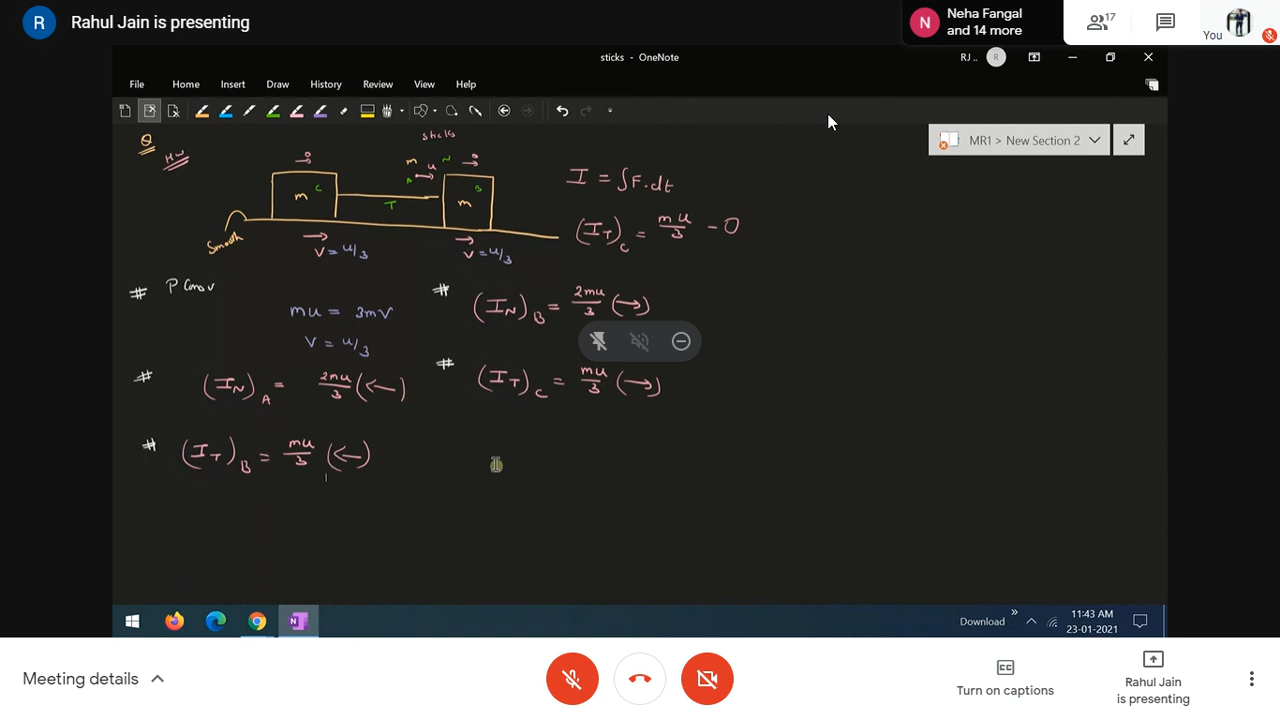 R Rahul Jain is presenting
N Neha Fangal and 14 more
17
You
sticks - OneNote
RJ .. R
File Home Insert Draw History Review View Help
MR1 > New Section 2
Q
HW
sticks
m u N
A
m C
T
m B
Smooth
V = u/3
V = u/3
I = ∫F.dt
(I_T)_C = mu/3 - 0
# P Consv
mu = 3mV
V = u/3
# (I_N)_A = 2mu/3 (←)
# (I_T)_B = mu/3 (←)
# (I_N)_B = 2mu/3 (→)
# (I_T)_C = mu/3 (→)
Download
11:43 AM
23-01-2021
Meeting details
Turn on captions
Rahul Jain
is presenting